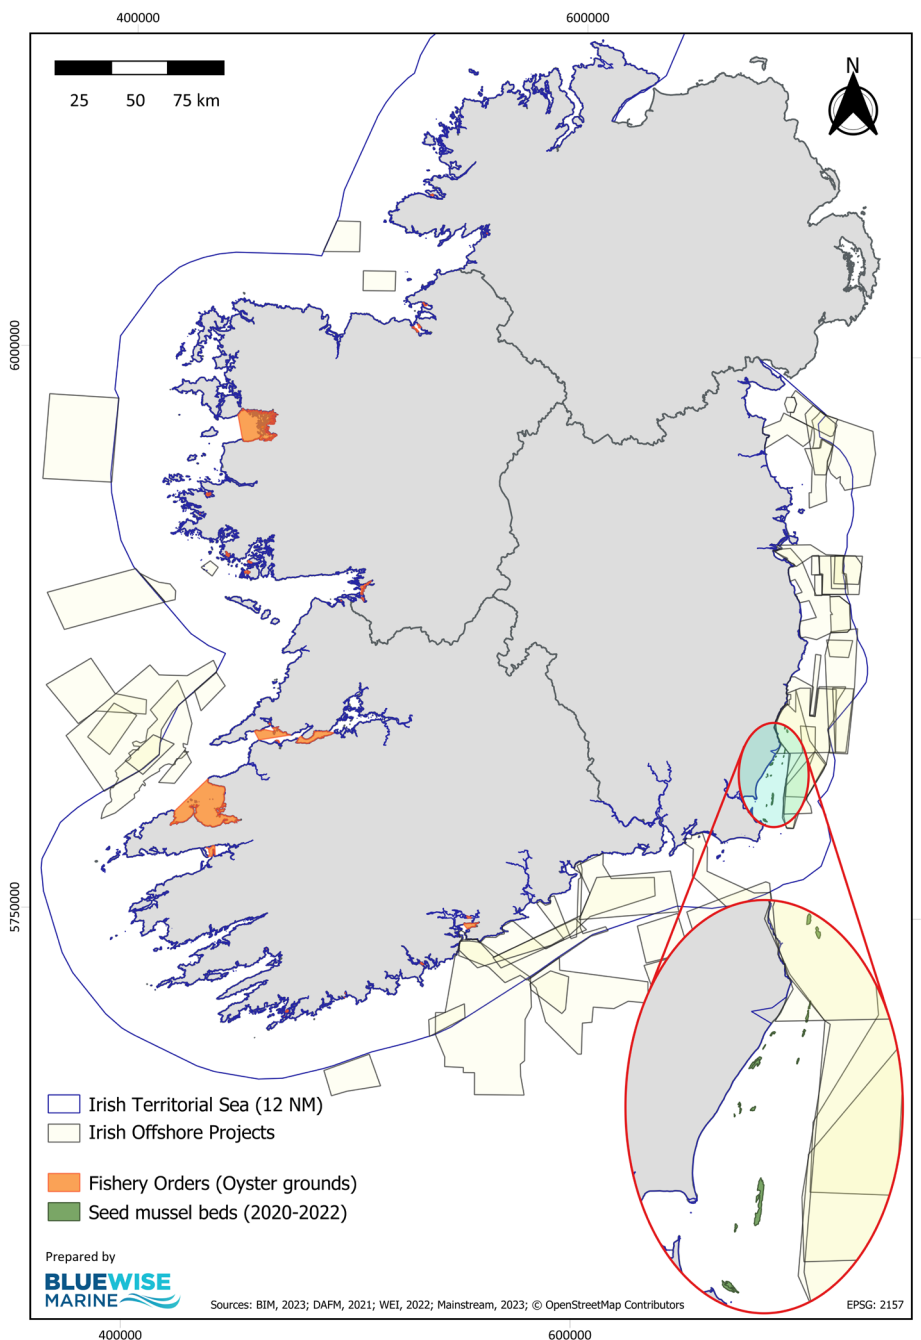 400000 600000
N
25 50 75 km
6000000
5750000
Irish Territorial Sea (12 NM)
Irish Offshore Projects
Fishery Orders (Oyster grounds)
Seed mussel beds (2020-2022)
Prepared by
BLUEWISE
MARINE
Sources: BIM, 2023; DAFM, 2021; WEI, 2022; Mainstream, 2023; © OpenStreetMap Contributors EPSG: 2157
400000 600000